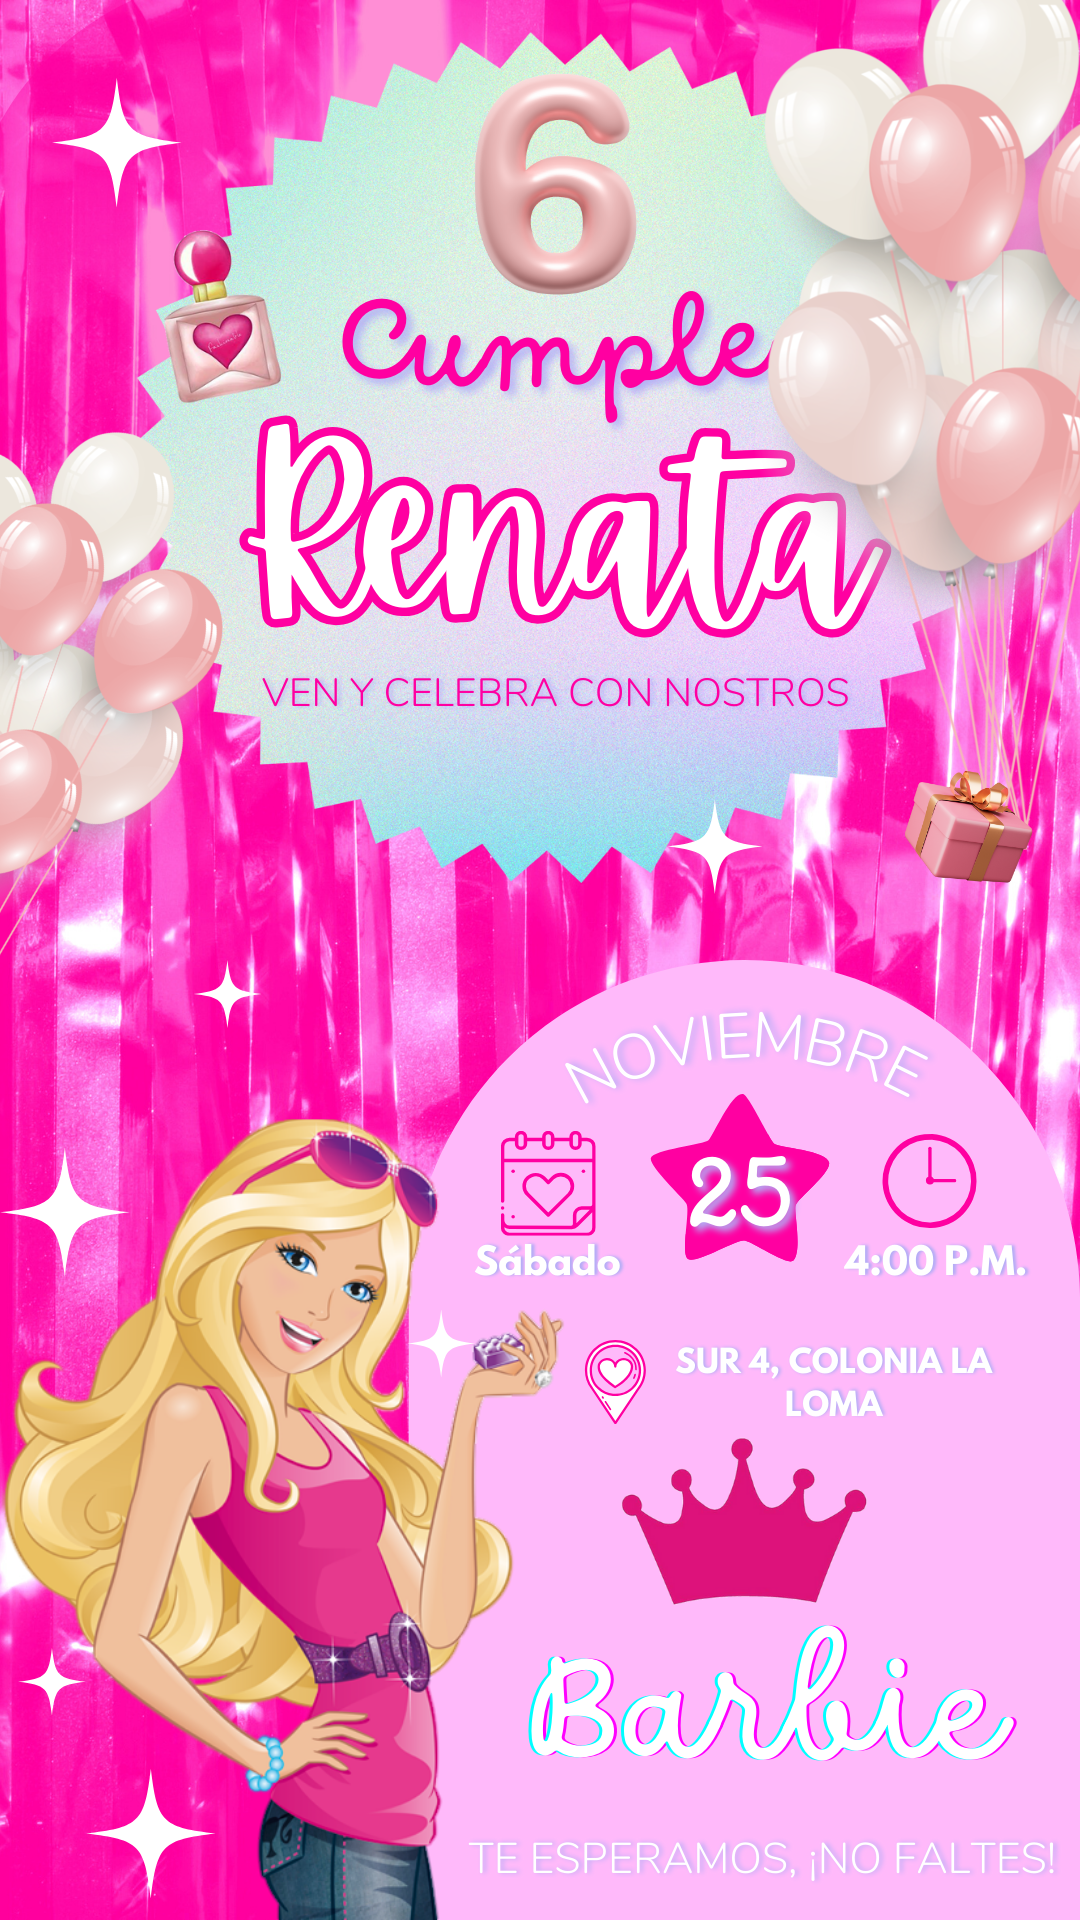 6
Cumple
Renata
VEN Y CELEBRA CON NOSTROS
NOVIEMBRE
25
Sábado
4:00 P.M.
SUR 4, COLONIA LA
LOMA
Barbie
TE ESPERAMOS, ¡NO FALTES!